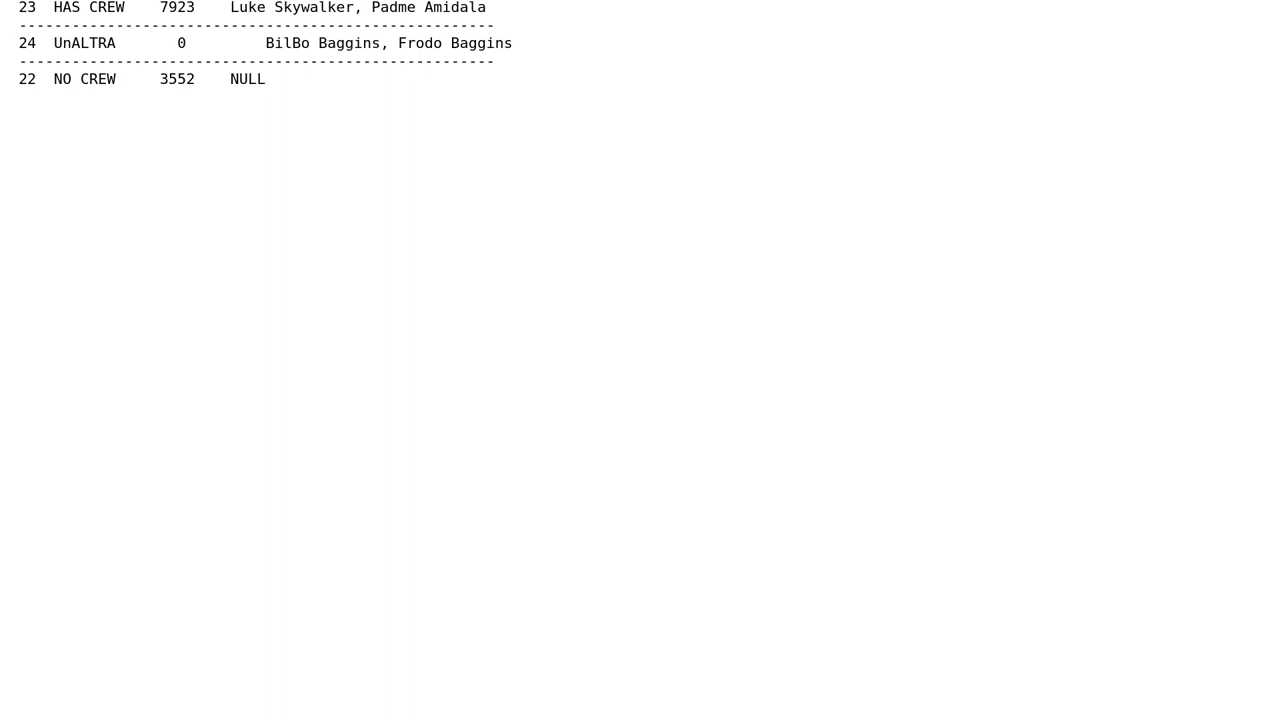 23  HAS CREW    7923    Luke Skywalker, Padme Amidala
------------------------------------------------------
24  UnALTRA       0         BilBo Baggins, Frodo Baggins
------------------------------------------------------
22  NO CREW     3552    NULL